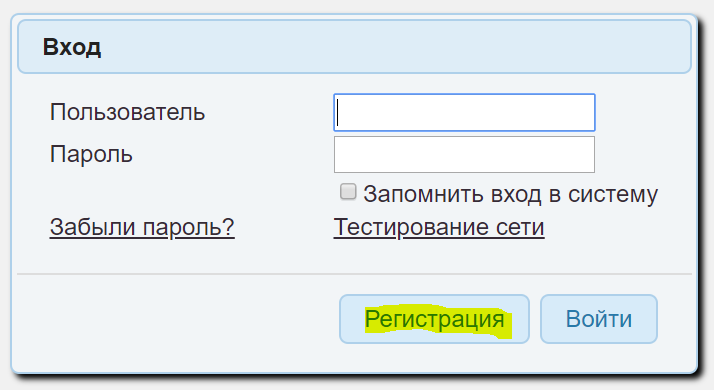 Вход
Пользователь
Пароль
Запомнить вход в систему
Забыли пароль? Тестирование сети
Регистрация Войти